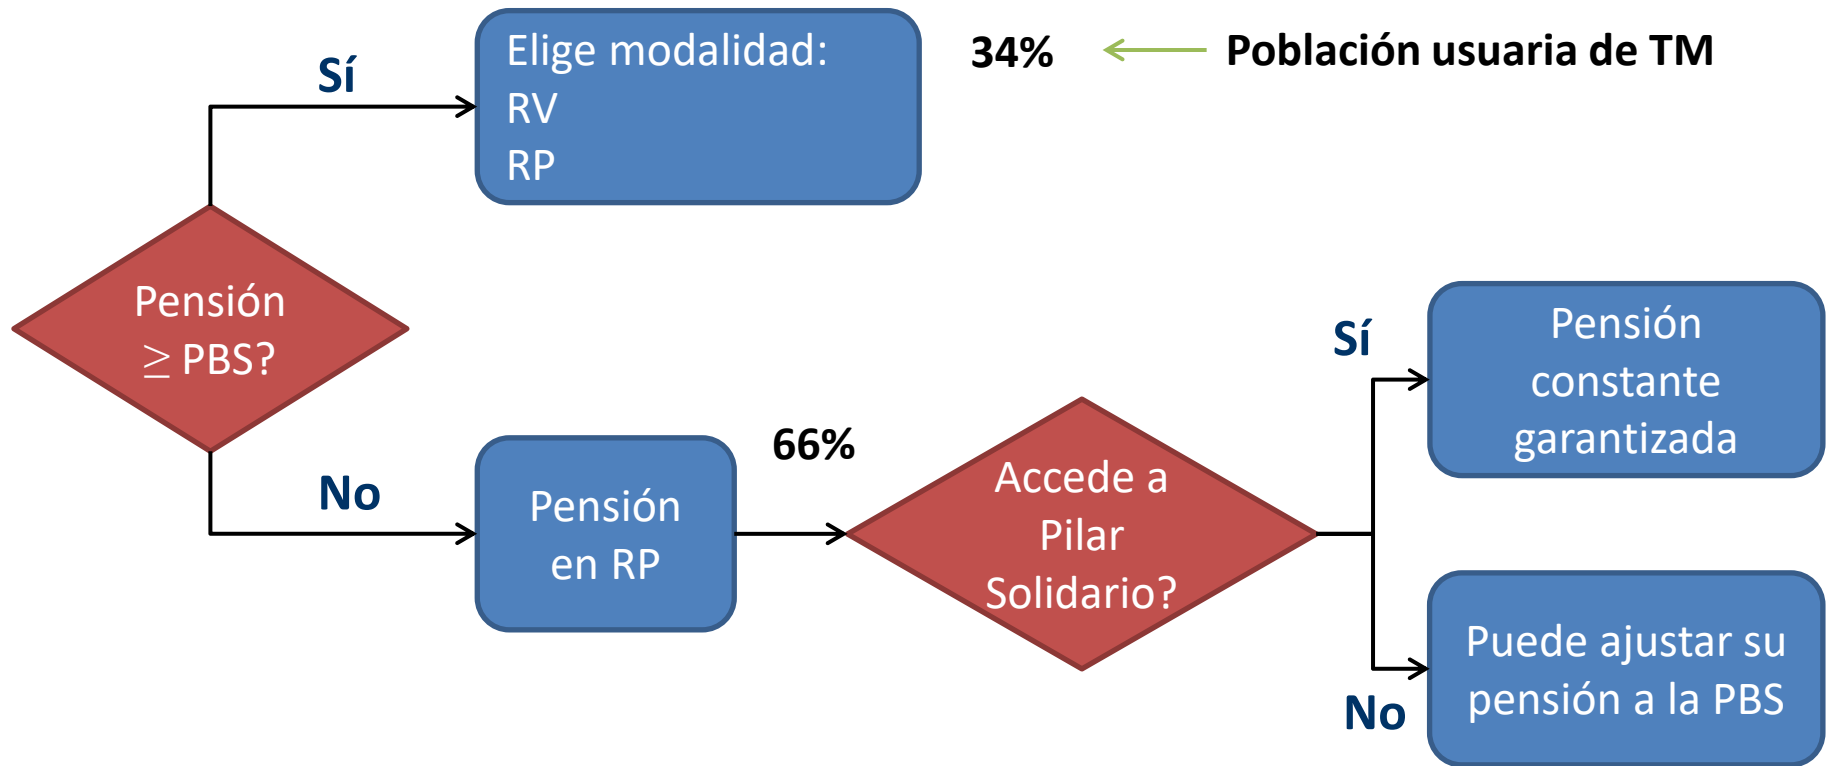 Elige modalidad:
RV
RP
34%
Población usuaria de TM
Sí
Pensión
≥ PBS?
No
Pensión
en RP
66%
Accede a
Pilar
Solidario?
Sí
Pensión
constante
garantizada
No
Puede ajustar su
pensión a la PBS